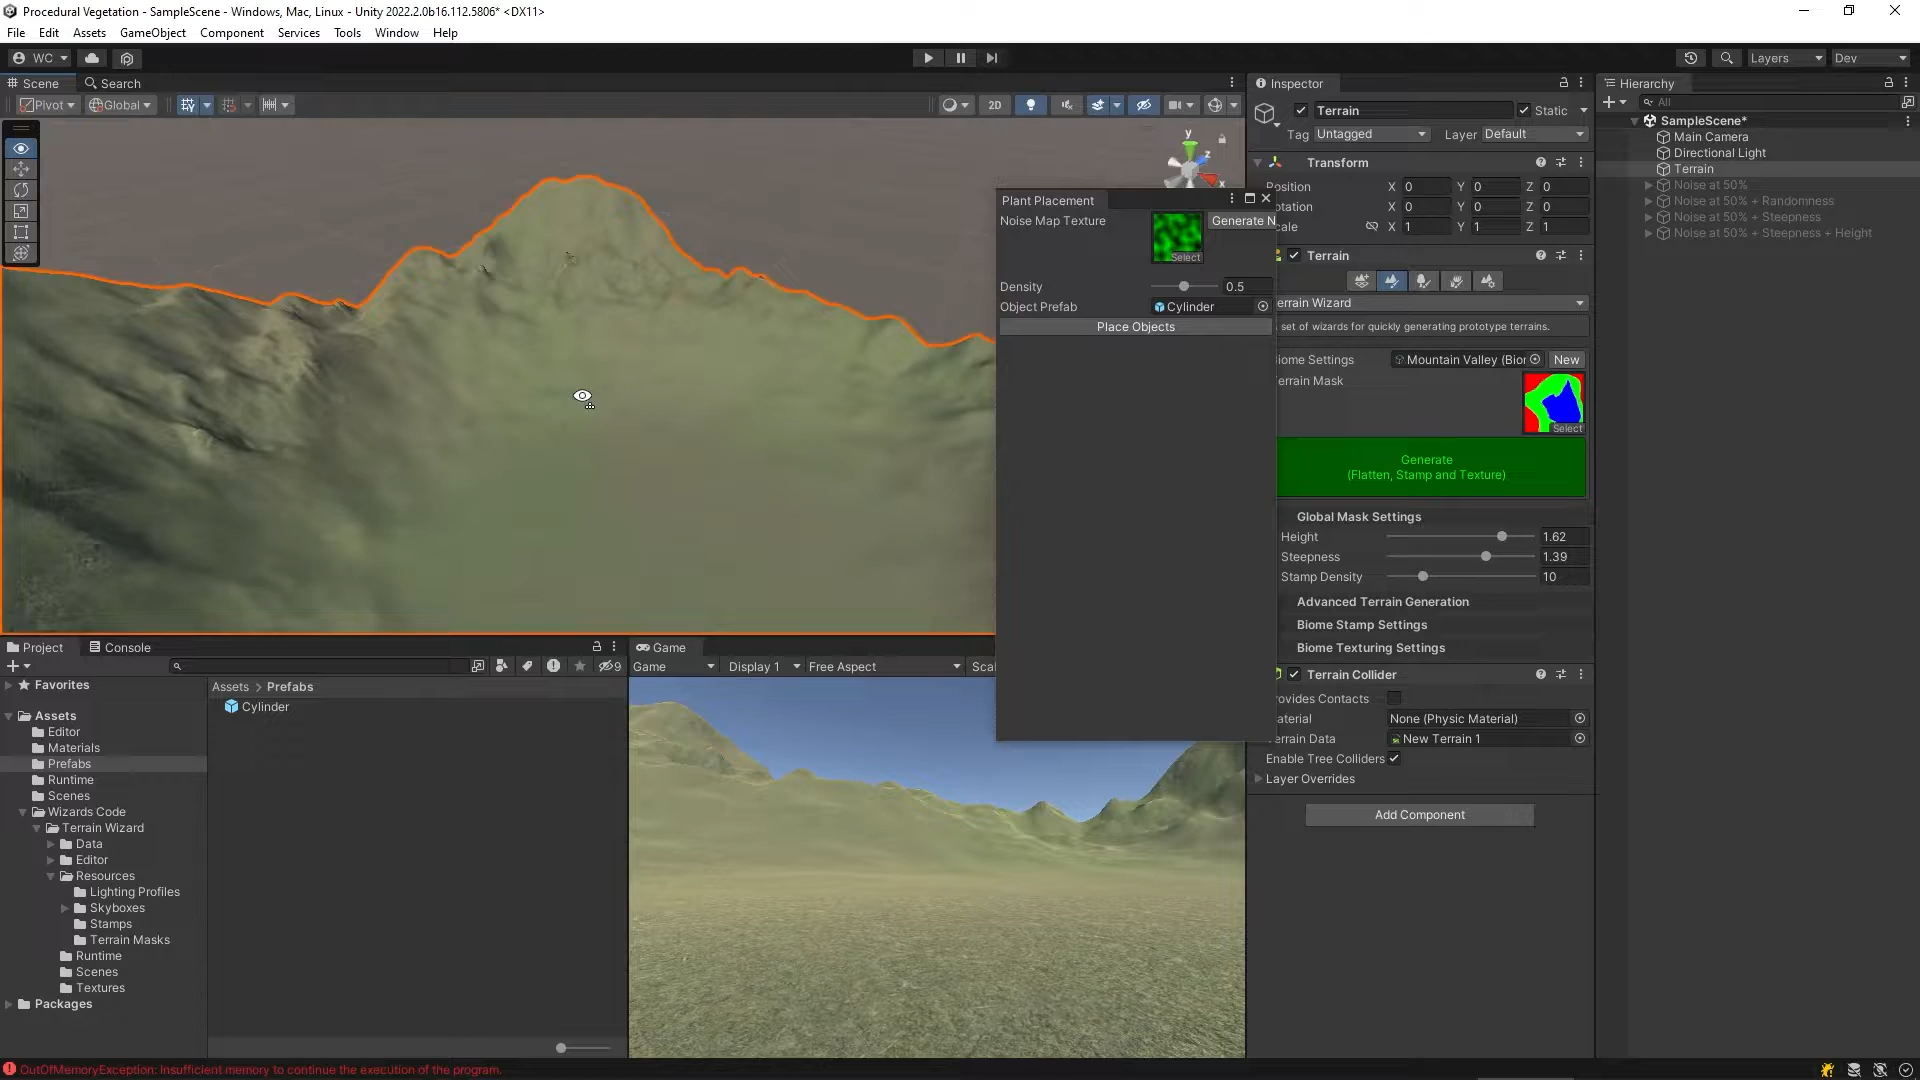 Procedural Vegetation - SampleScene - Windows, Mac, Linux - Unity 2022.2.0b16.112.5806* <DX11>
File Edit Assets GameObject Component Services Tools Window Help
WC
Layers Dev
Scene Search
Pivot Global 2D
y
z
x
Plant Placement
Noise Map Texture Generate N
Select
Density 0.5
Object Prefab Cylinder
Place Objects
Inspector
Terrain Static
Tag Untagged Layer Default
Transform
Position X 0 Y 0 Z 0
otation X 0 Y 0 Z 0
cale X 1 Y 1 Z 1
Terrain
errain Wizard
set of wizards for quickly generating prototype terrains.
iome Settings Mountain Valley (Bior New
errain Mask
Select
Generate
(Flatten, Stamp and Texture)
Global Mask Settings
Height 1.62
Steepness 1.39
Stamp Density 10
Advanced Terrain Generation
Biome Stamp Settings
Biome Texturing Settings
Terrain Collider
rovides Contacts
aterial None (Physic Material)
errain Data New Terrain 1
Enable Tree Colliders
Layer Overrides
Add Component
Hierarchy
All
SampleScene*
Main Camera
Directional Light
Terrain
Noise at 50%
Noise at 50% + Randomness
Noise at 50% + Steepness
Noise at 50% + Steepness + Height
Project Console
9
Favorites
Assets
Editor
Materials
Prefabs
Runtime
Scenes
Wizards Code
Terrain Wizard
Data
Editor
Resources
Lighting Profiles
Skyboxes
Stamps
Terrain Masks
Runtime
Scenes
Textures
Packages
Assets > Prefabs
Cylinder
Game
Game Display 1 Free Aspect Scal
OutOfMemoryException: Insufficient memory to continue the execution of the program.